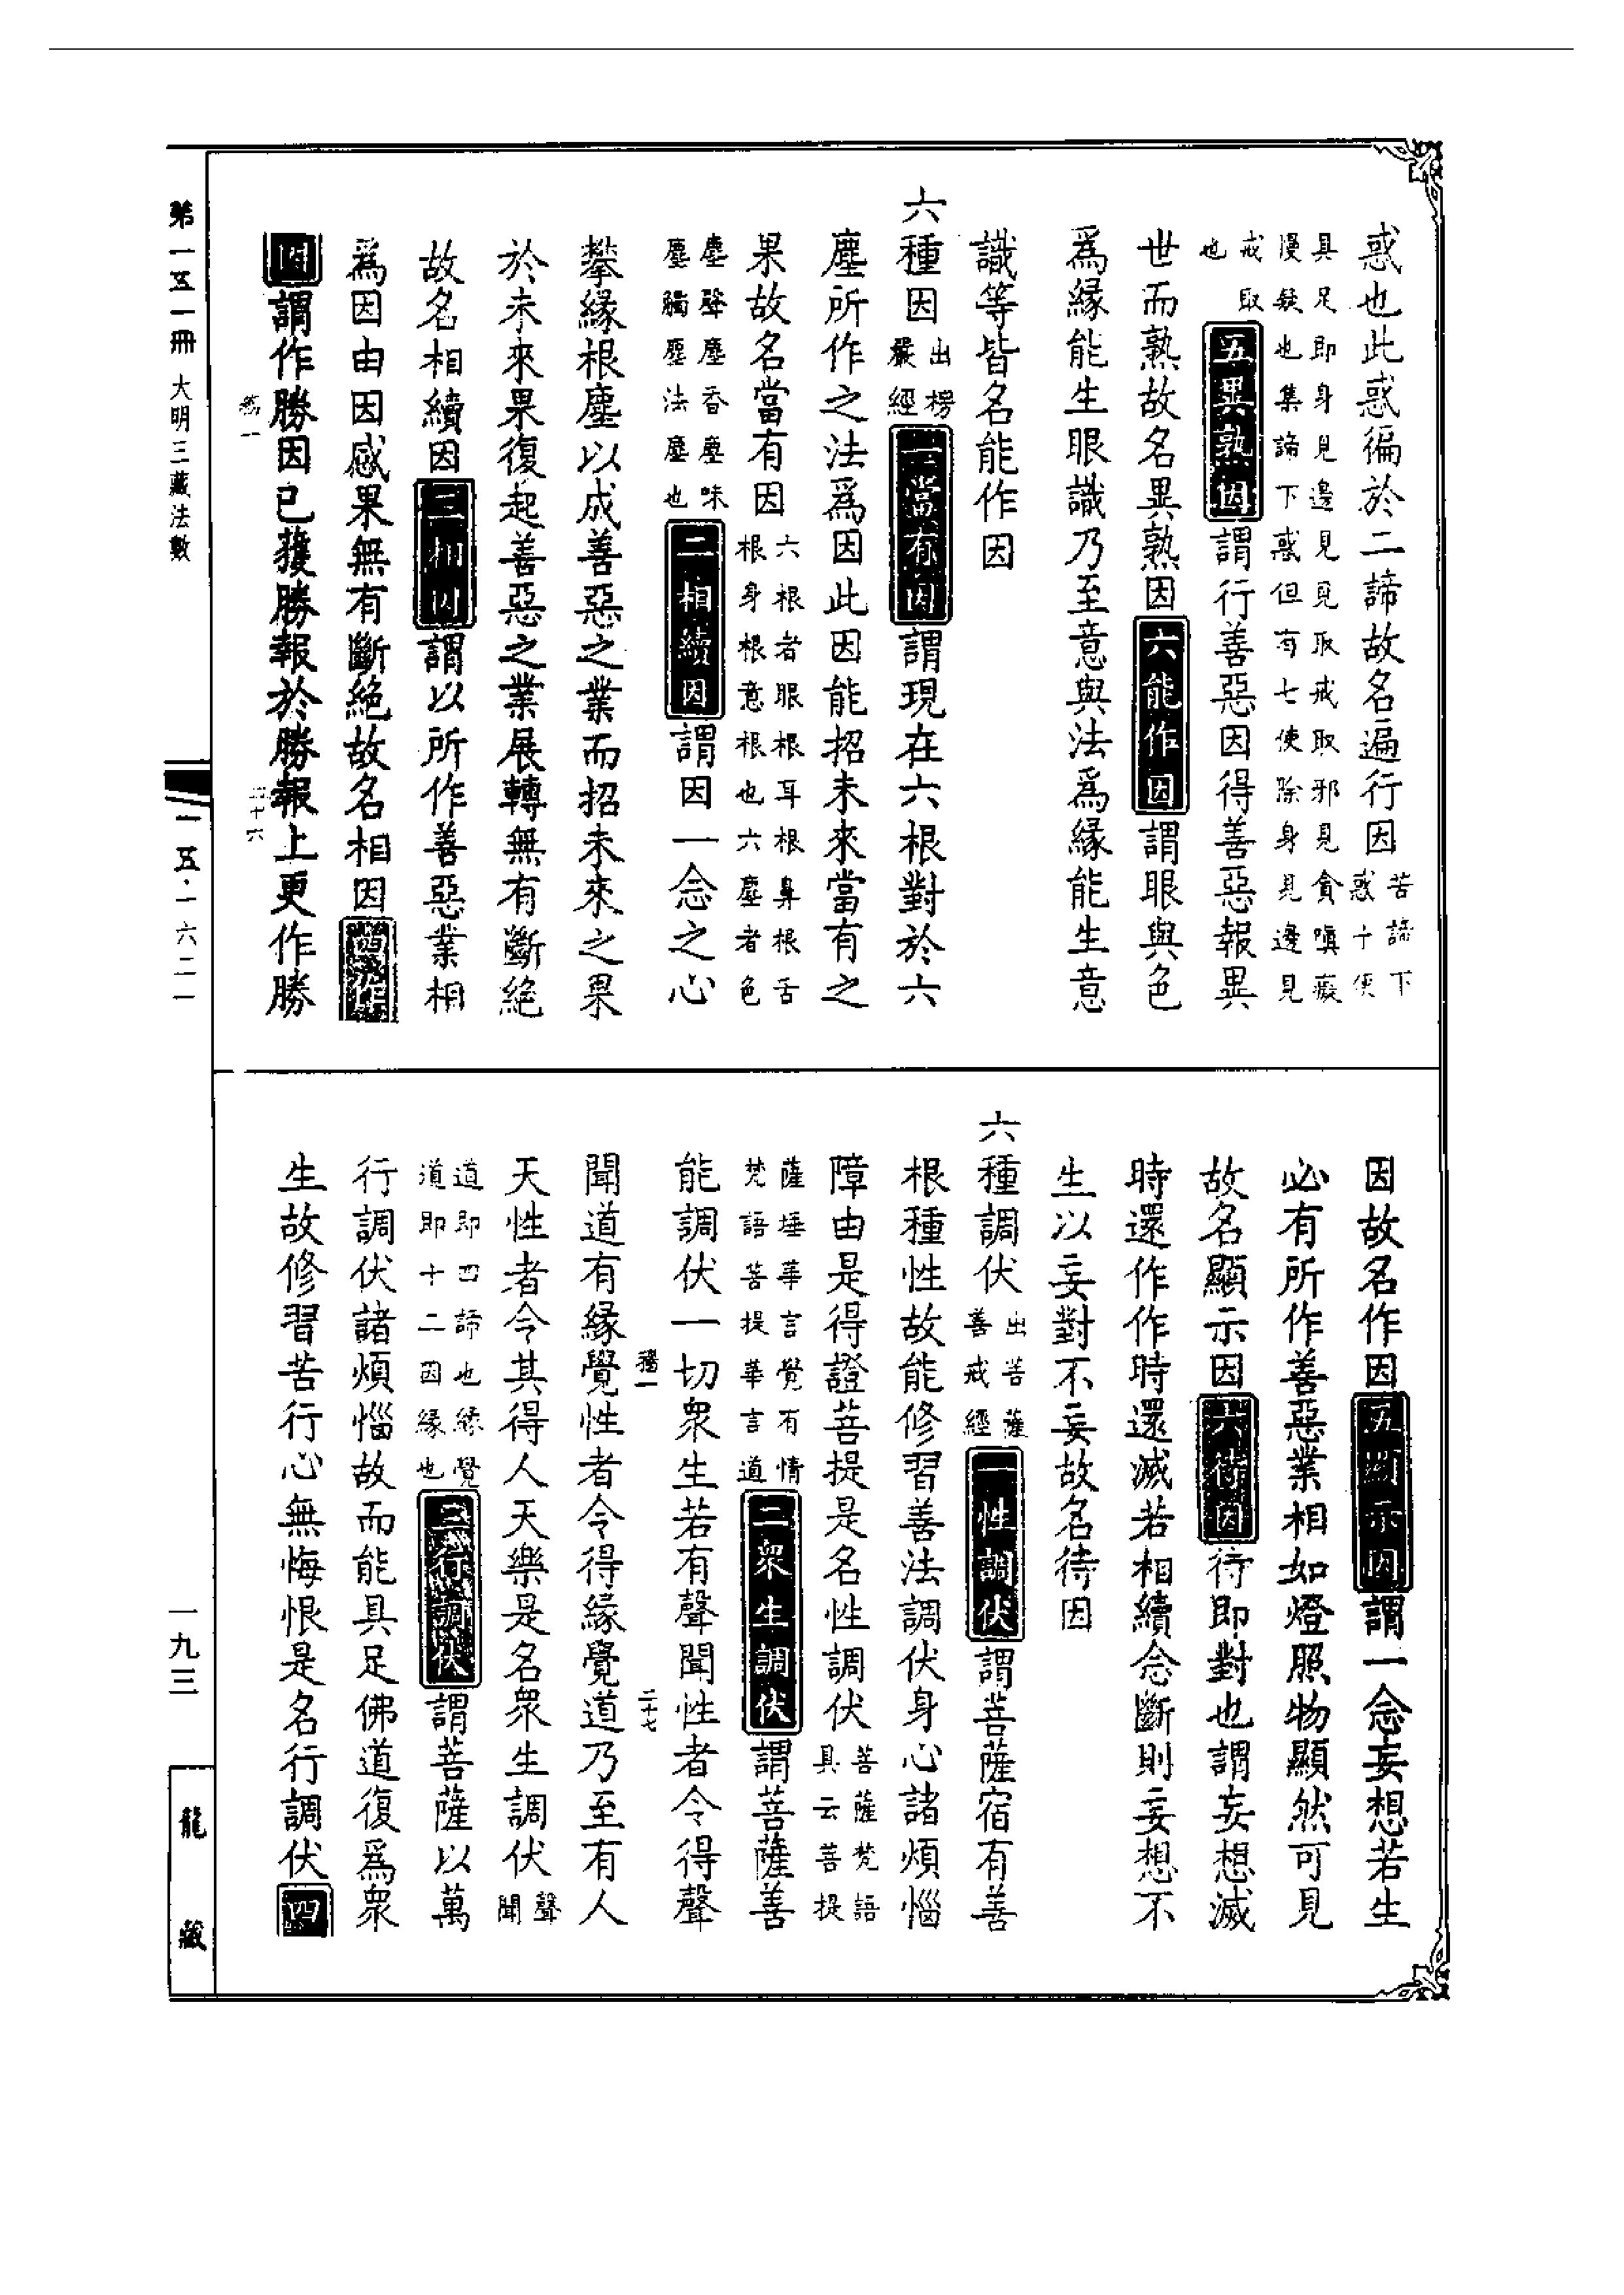 惑也此惑徧於二諦故名遍行因苦諦下惑十使
具足即身見邊見見取戒取邪見貪嗔癡慢疑也集諦下惑但有七使除身見邊見
戒取也五異熟因謂行善惡因得善惡報異
世而熟故名異熟因六能作因謂眼與色
爲緣能生眼識乃至意與法爲緣能生意
識等皆名能作因
六種因出楞嚴經一當有因謂現在六根對於六
塵所作之法爲因此因能招未來當有之
果故名當有因六根者眼根耳根鼻根舌根身根意根也六塵者色
塵聲塵香塵味塵觸塵法塵也二相續因謂因一念之心
攀緣根塵以成善惡之業而招未來之果
於未來果復起善惡之業展轉無有斷絕
故名相續因三相因謂以所作善惡業相
爲因由因感果無有斷絕故名相因四作
因謂作勝因已獲勝報於勝報上更作勝
因故名作因五顯示因謂一念妄想若生
必有所作善惡業相如燈照物顯然可見
故名顯示因六待因待即對也謂妄想滅
時還作作時還滅若相續念斷則妄想不
生以妄對不妄故名待因
六種調伏出菩薩善戒經一性調伏謂菩薩宿有善
根種性故能修習善法調伏身心諸煩惱
障由是得證菩提是名性調伏菩薩梵語具云菩提
薩埵華言覺有情梵語菩提華言道二衆生調伏謂菩薩善
能調伏一切衆生若有聲聞性者令得聲
聞道有緣覺性者令得緣覺道乃至有人
天性者令其得人天樂是名衆生調伏聲聞
道即四諦也緣覺道即十二因緣也三行調伏謂菩薩以萬
行調伏諸煩惱故而能具足佛道復爲衆
生故修習苦行心無悔恨是名行調伏四
第一五一冊 大明三藏法數
一五·一六二一
一九三
龍藏
二十六
二十七